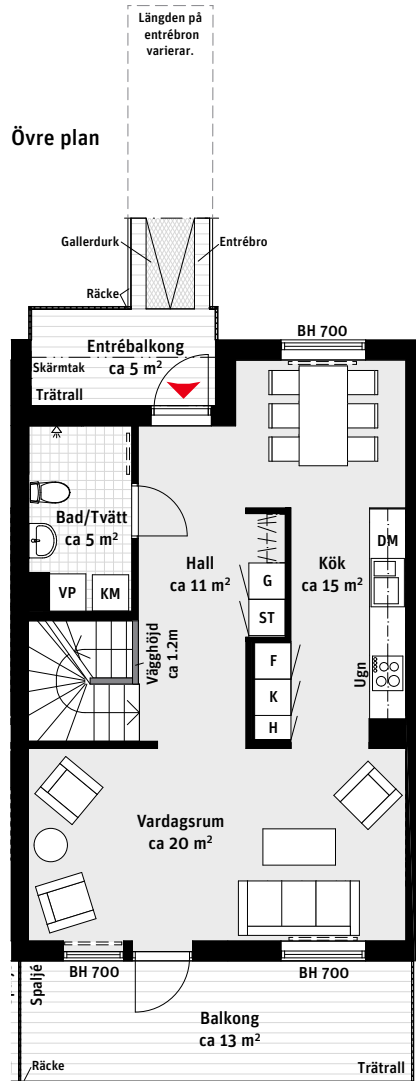 Längden på
entrébron
varierar.
Övre plan
Gallerdurk
Entrébro
Räcke
Entrébalkong
ca 5 m²
Skärmtak
Trätrall
BH 700
Bad/Tvätt
ca 5 m²
VP
KM
Hall
ca 11 m²
G
ST
Kök
ca 15 m²
DM
Vägghöjd
ca 1.2m
F
K
H
Ugn
Vardagsrum
ca 20 m²
Spaljé
BH 700
BH 700
Balkong
ca 13 m²
Räcke
Trätrall